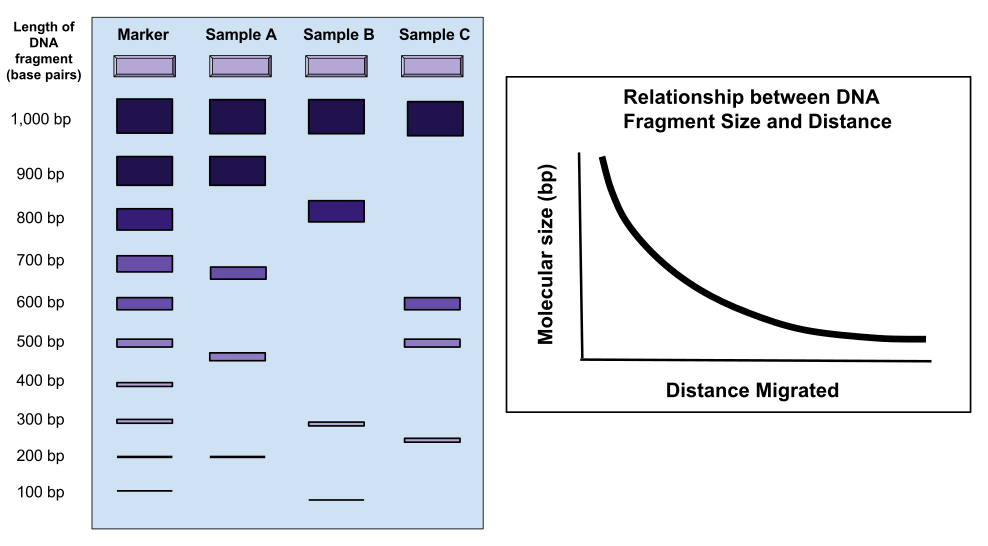 Length of
DNA
fragment
(base pairs)
Marker
Sample A
Sample B
Sample C
1,000 bp
900 bp
800 bp
700 bp
600 bp
500 bp
400 bp
300 bp
200 bp
100 bp
Relationship between DNA
Fragment Size and Distance
Molecular size (bp)
Distance Migrated